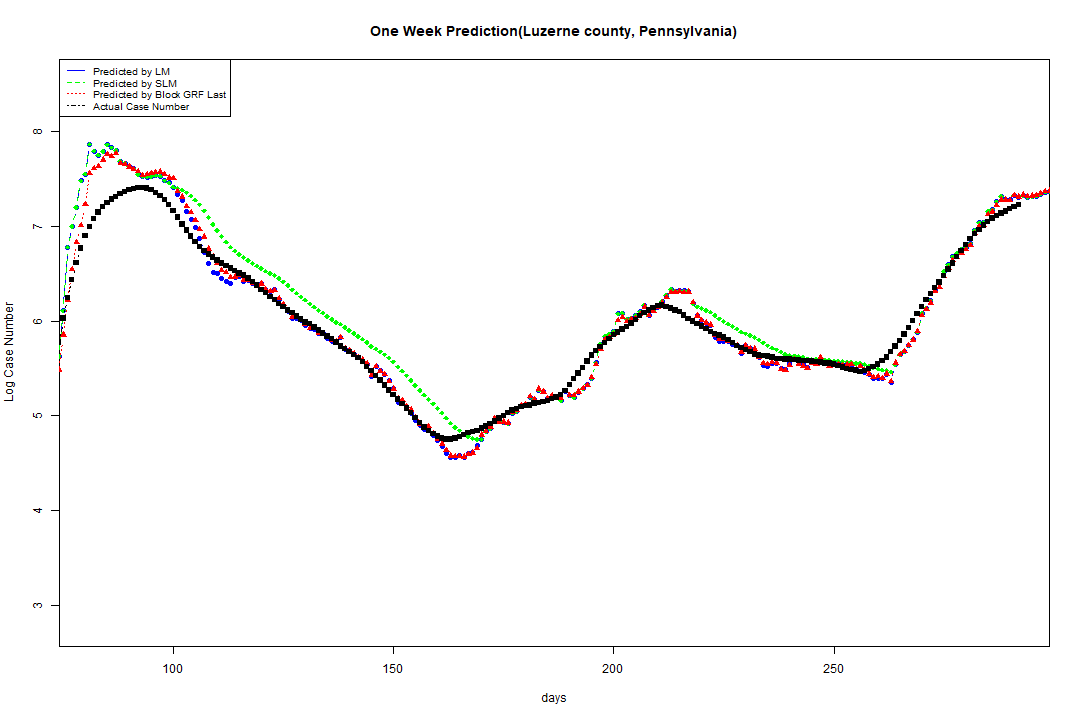 One Week Prediction(Luzerne county, Pennsylvania)
Predicted by LM
Predicted by SLM
Predicted by Block GRF Last
Actual Case Number
8
7
6
5
4
3
Log Case Number
100 150 200 250
days